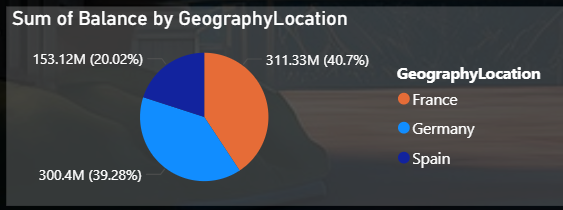 Sum of Balance by GeographyLocation
153.12M (20.02%)
311.33M (40.7%)
300.4M (39.28%)
GeographyLocation
France
Germany
Spain